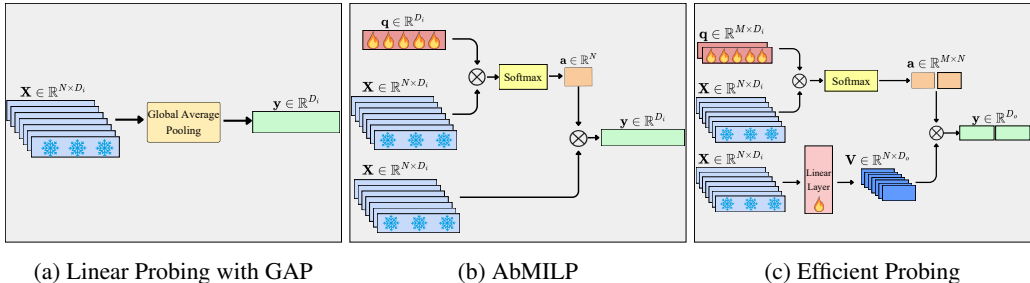 X ∈ ℝ^{N×D_i}
Global Average
Pooling
y ∈ ℝ^{D_i}
(a) Linear Probing with GAP
q ∈ ℝ^{D_i}
X ∈ ℝ^{N×D_i}
⊗
Softmax
a ∈ ℝ^N
X ∈ ℝ^{N×D_i}
⊗
y ∈ ℝ^{D_i}
(b) AbMILP
q ∈ ℝ^{M×D_i}
X ∈ ℝ^{N×D_i}
⊗
Softmax
a ∈ ℝ^{M×N}
X ∈ ℝ^{N×D_i}
Linear
Layer
V ∈ ℝ^{N×D_o}
⊗
y ∈ ℝ^{D_o}
(c) Efficient Probing